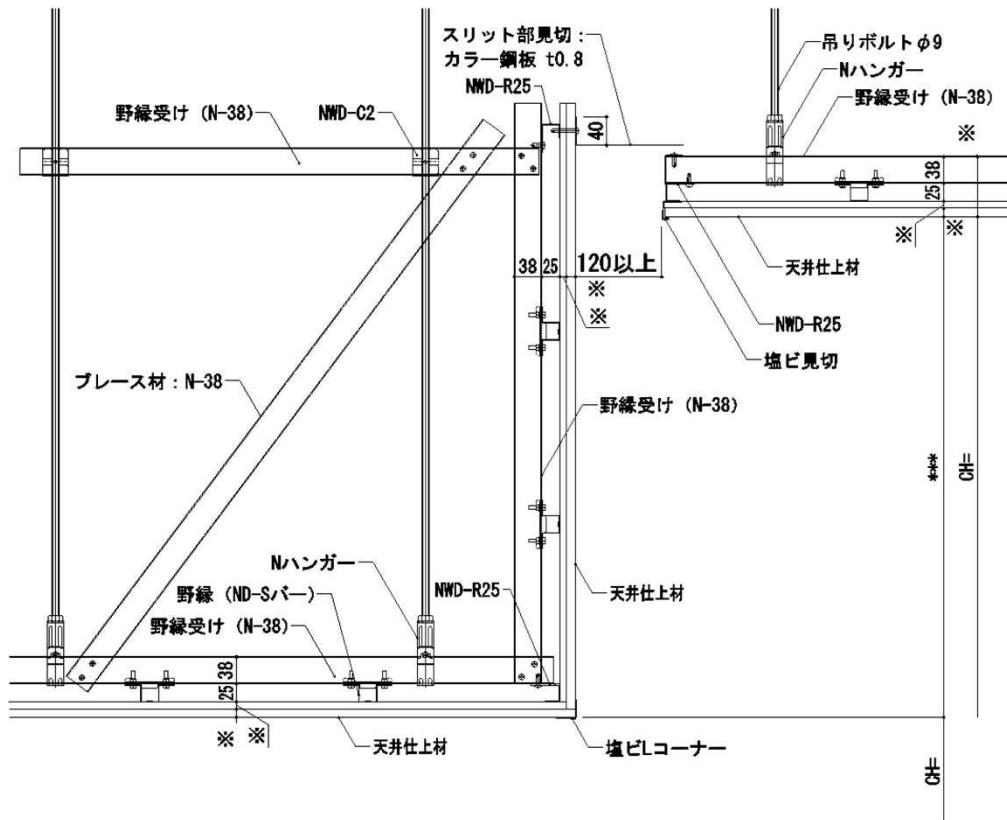 スリット部見切：
カラー鋼板 t0.8
NWD-R25
野縁受け (N-38)
NWD-C2
吊りボルトφ9
Nハンガー
野縁受け (N-38)
40
※
38
25
※
※
天井仕上材
38
25
120以上
※
※
NWD-R25
塩ビ見切
ブレース材：N-38
野縁受け (N-38)
***
CH=
Nハンガー
野縁 (ND-Sバー)
野縁受け (N-38)
NWD-R25
天井仕上材
38
25
※
※
天井仕上材
塩ビLコーナー
CH=